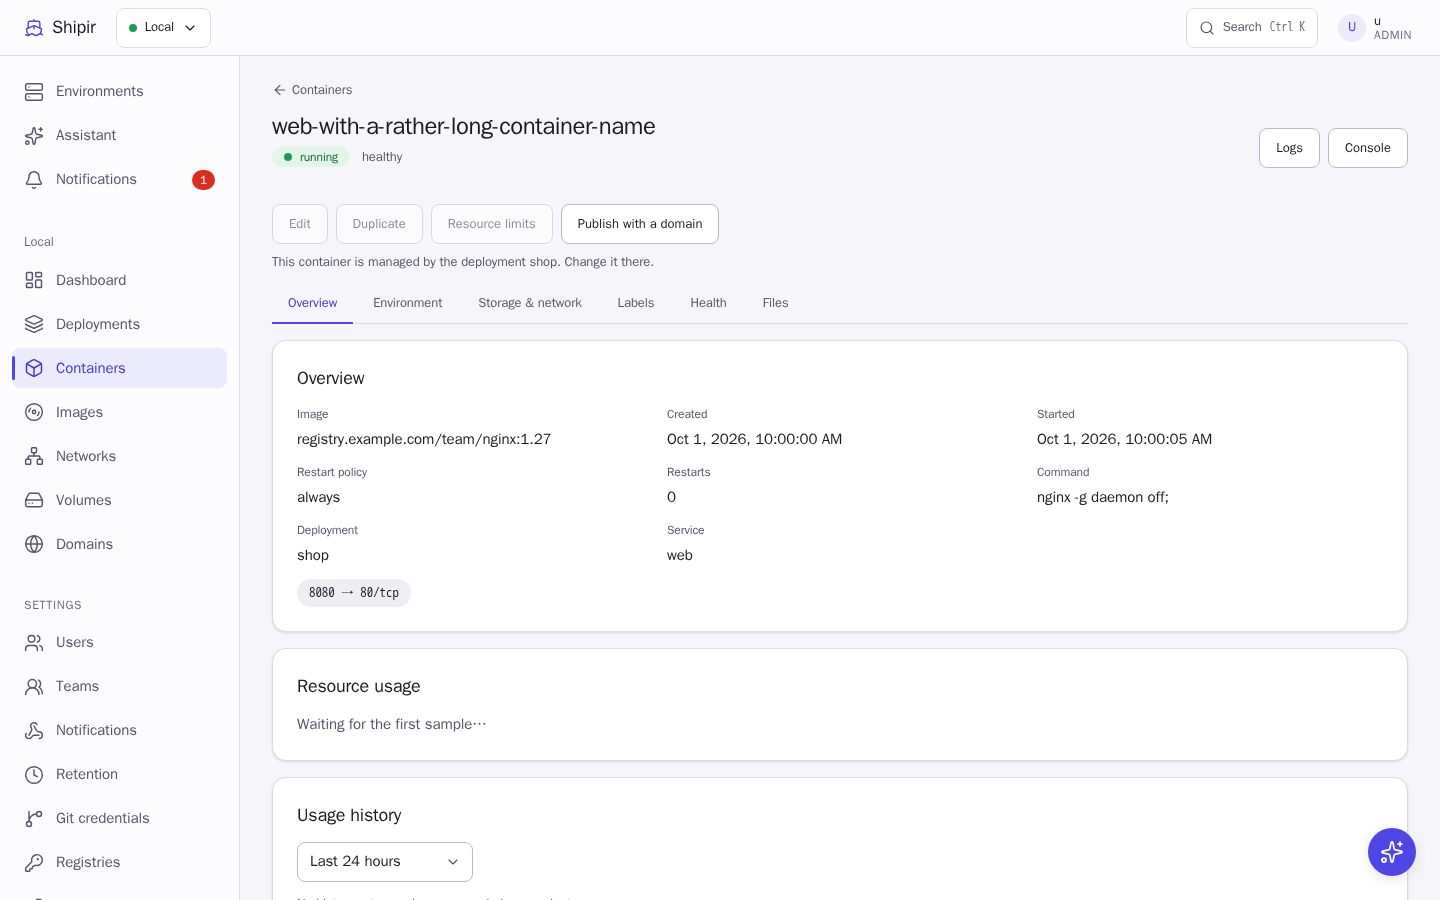 Shipir
Local
Search Ctrl K
U
u
ADMIN
Environments
Assistant
Notifications 1
Local
Dashboard
Deployments
Containers
Images
Networks
Volumes
Domains
SETTINGS
Users
Teams
Notifications
Retention
Git credentials
Registries
Containers
web-with-a-rather-long-container-name
running healthy
Logs Console
Edit Duplicate Resource limits Publish with a domain
This container is managed by the deployment shop. Change it there.
Overview Environment Storage & network Labels Health Files
Overview
Image Created Started
registry.example.com/team/nginx:1.27 Oct 1, 2026, 10:00:00 AM Oct 1, 2026, 10:00:05 AM
Restart policy Restarts Command
always 0 nginx -g daemon off;
Deployment Service
shop web
8080 → 80/tcp
Resource usage
Waiting for the first sample…
Usage history
Last 24 hours